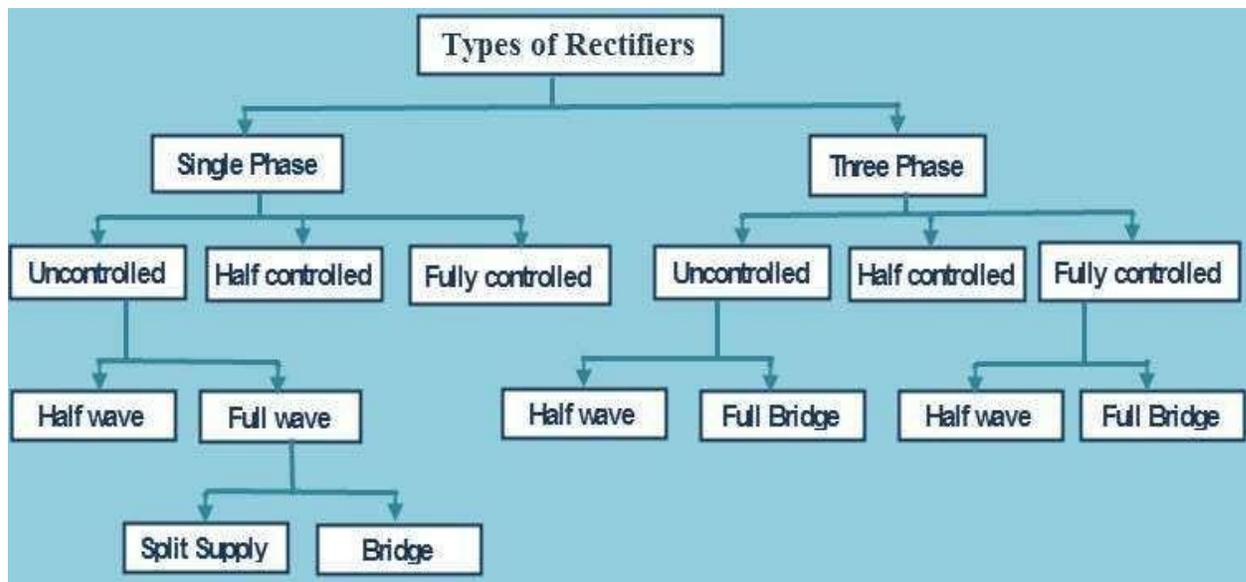 Types of Rectifiers
Single Phase
Three Phase
Uncontrolled
Half controlled
Fully controlled
Uncontrolled
Half controlled
Fully controlled
Half wave
Full wave
Half wave
Full Bridge
Half wave
Full Bridge
Split Supply
Bridge